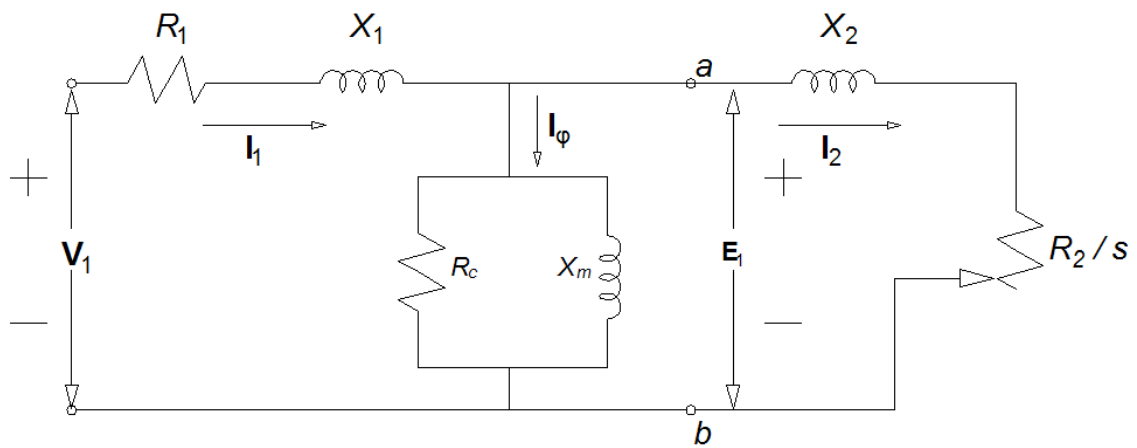 R1
X1
X2
a
I1
Iφ
I2
+
+
V1
Rc
Xm
E1
R2 / s
−
−
b